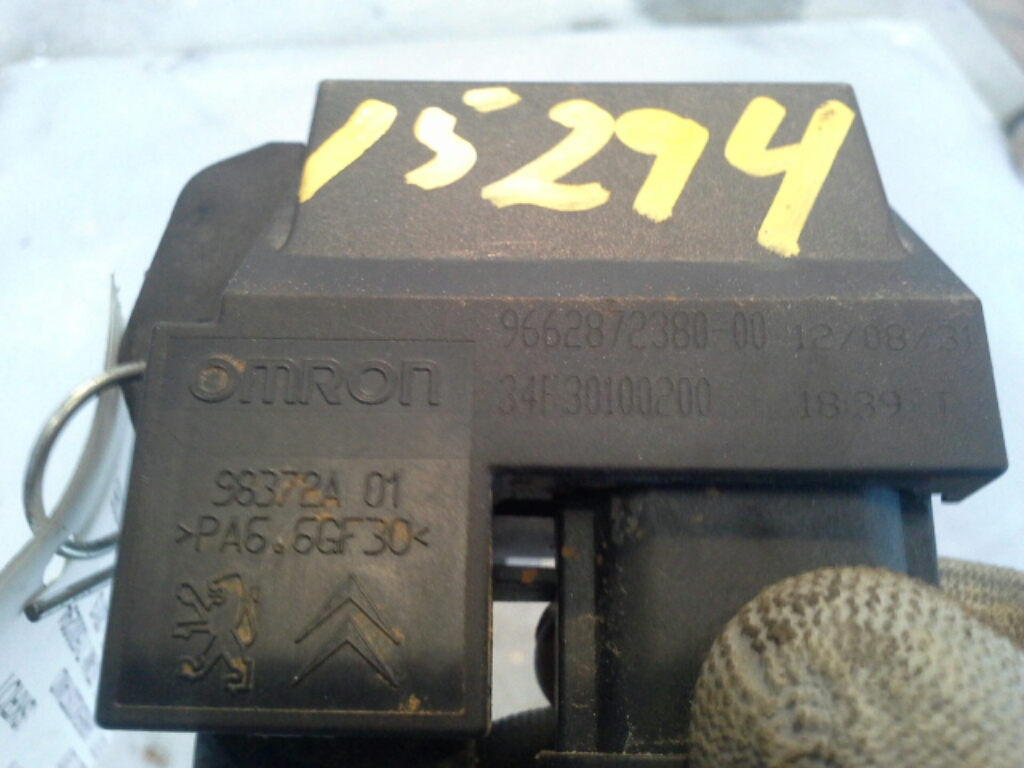 15294
9662872380-00 12/08/31
34F30100200 18:39 T
omron
98372A 01
>PA6.6GF30<